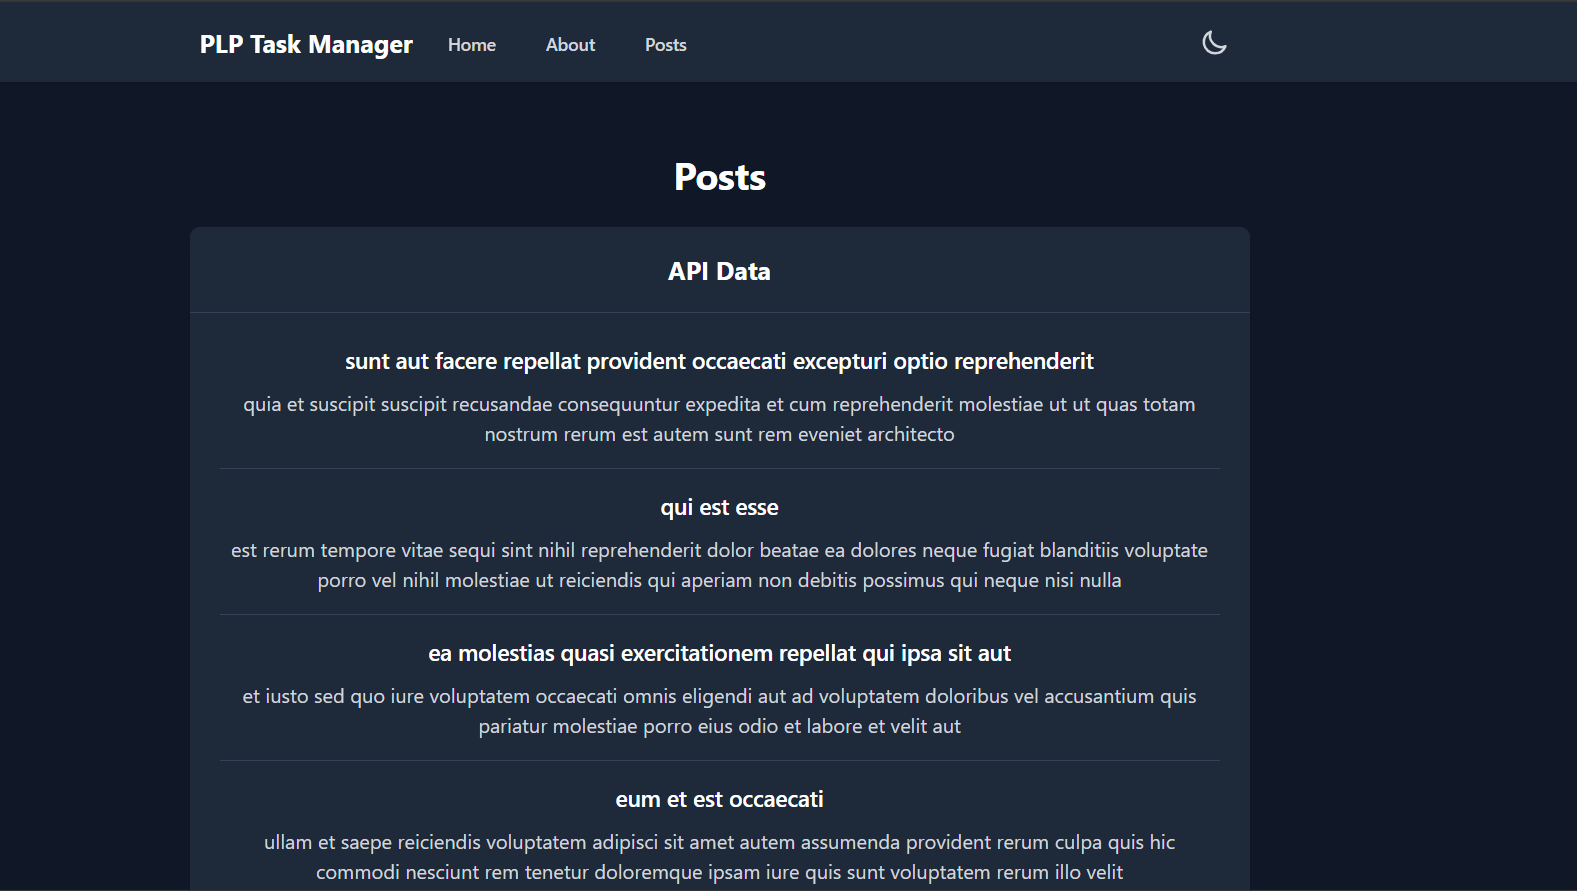 PLP Task Manager Home About Posts
Posts
API Data
sunt aut facere repellat provident occaecati excepturi optio reprehenderit
quia et suscipit suscipit recusandae consequuntur expedita et cum reprehenderit molestiae ut ut quas totam
nostrum rerum est autem sunt rem eveniet architecto
qui est esse
est rerum tempore vitae sequi sint nihil reprehenderit dolor beatae ea dolores neque fugiat blanditiis voluptate
porro vel nihil molestiae ut reiciendis qui aperiam non debitis possimus qui neque nisi nulla
ea molestias quasi exercitationem repellat qui ipsa sit aut
et iusto sed quo iure voluptatem occaecati omnis eligendi aut ad voluptatem doloribus vel accusantium quis
pariatur molestiae porro eius odio et labore et velit aut
eum et est occaecati
ullam et saepe reiciendis voluptatem adipisci sit amet autem assumenda provident rerum culpa quis hic
commodi nesciunt rem tenetur doloremque ipsam iure quis sunt voluptatem rerum illo velit